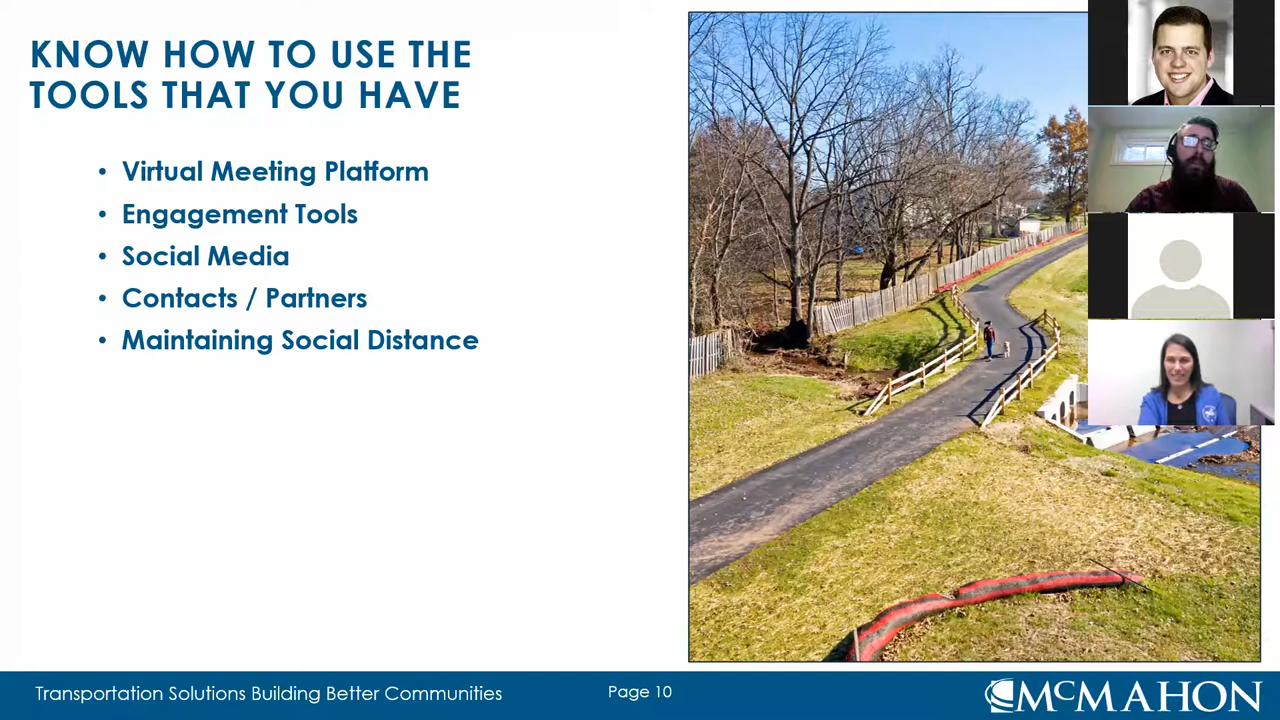 KNOW HOW TO USE THE
TOOLS THAT YOU HAVE
• Virtual Meeting Platform
• Engagement Tools
• Social Media
• Contacts / Partners
• Maintaining Social Distance
Transportation Solutions Building Better Communities
Page 10
McMAHON